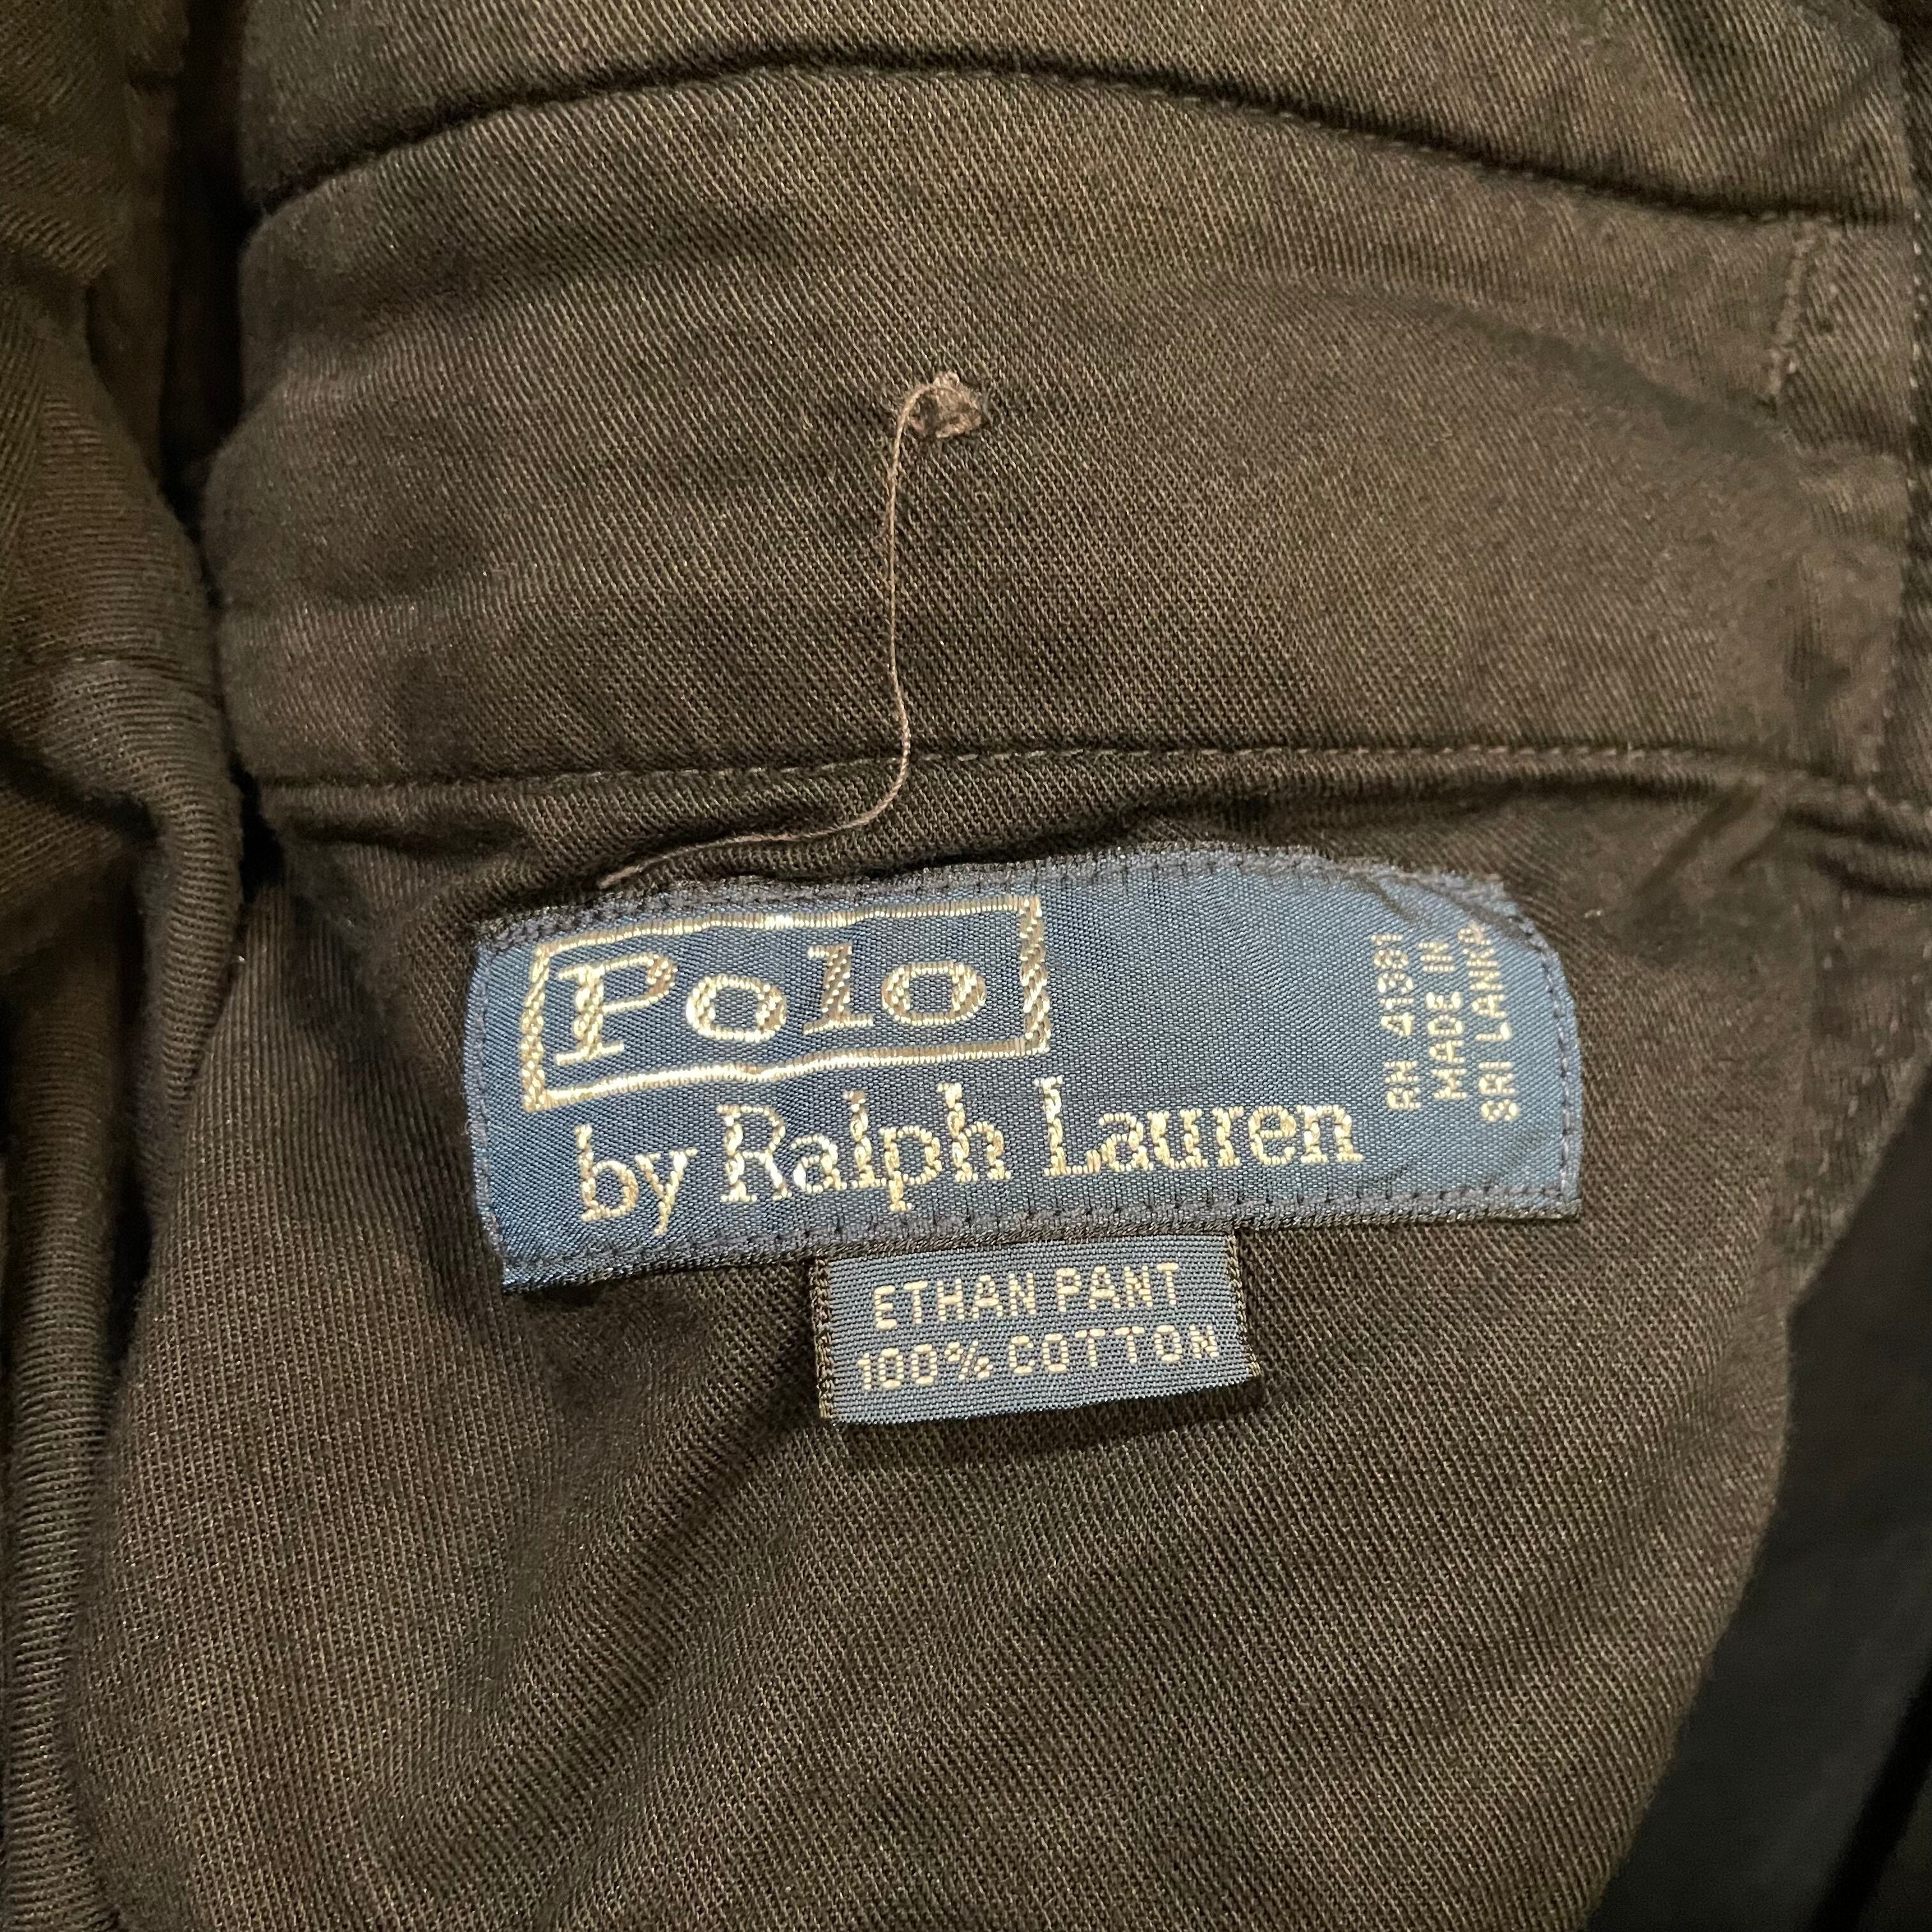 Polo
by Ralph Lauren
RN 41381
MADE IN
SRI LANKA
ETHAN PANT
100% COTTON